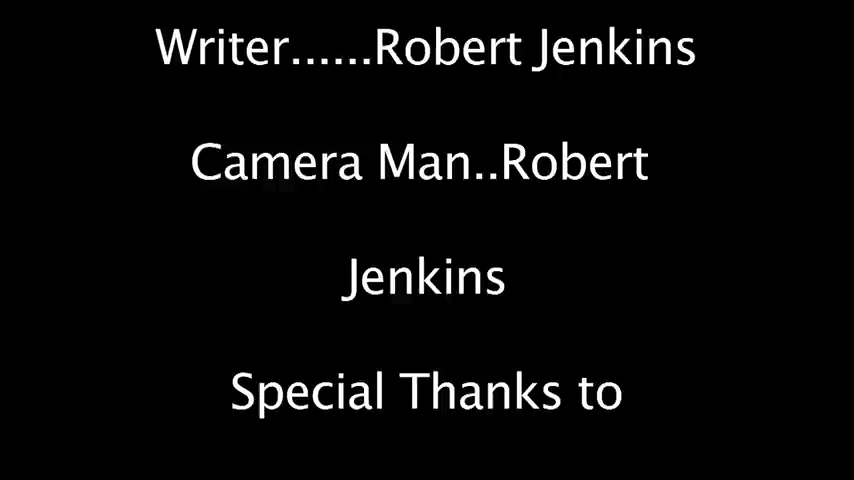 Writer......Robert Jenkins
Camera Man..Robert
Jenkins
Special Thanks to